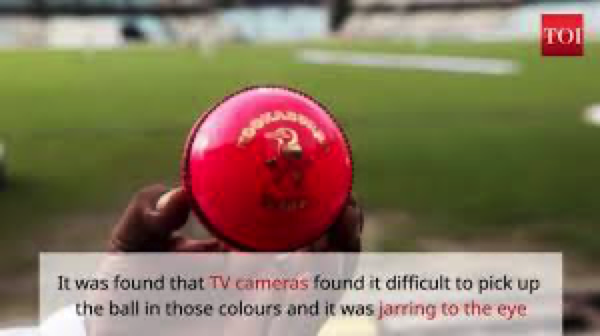 TOI
KOOKABURRA
It was found that TV cameras found it difficult to pick up
the ball in those colours and it was jarring to the eye